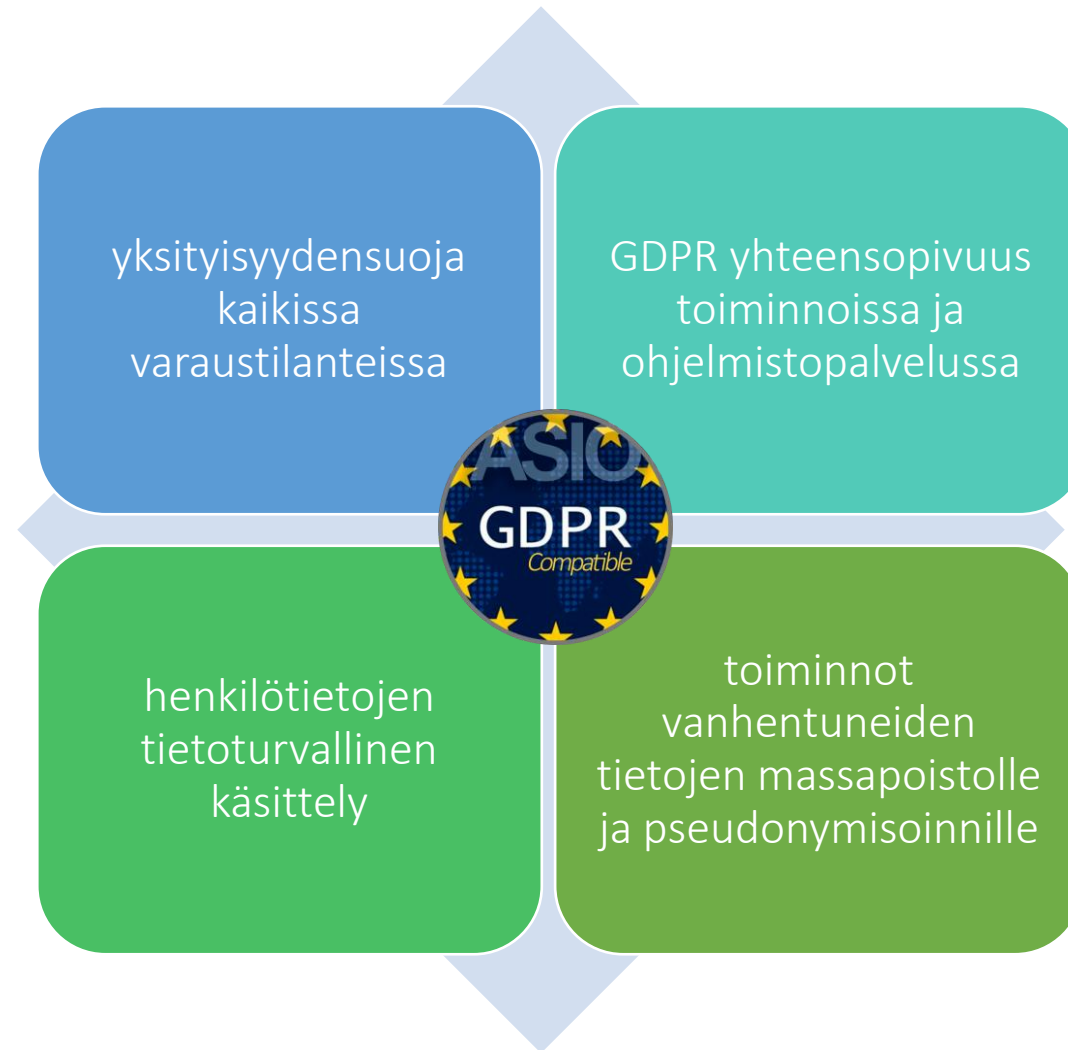 yksityisyydensuoja
kaikissa
varaustilanteissa
GDPR yhteensopivuus
toiminnoissa ja
ohjelmistopalvelussa
ASIO
GDPR
Compatible
henkilötietojen
tietoturvallinen
käsittely
toiminnot
vanhentuneiden
tietojen massapoistolle
ja pseudonymisoinnille